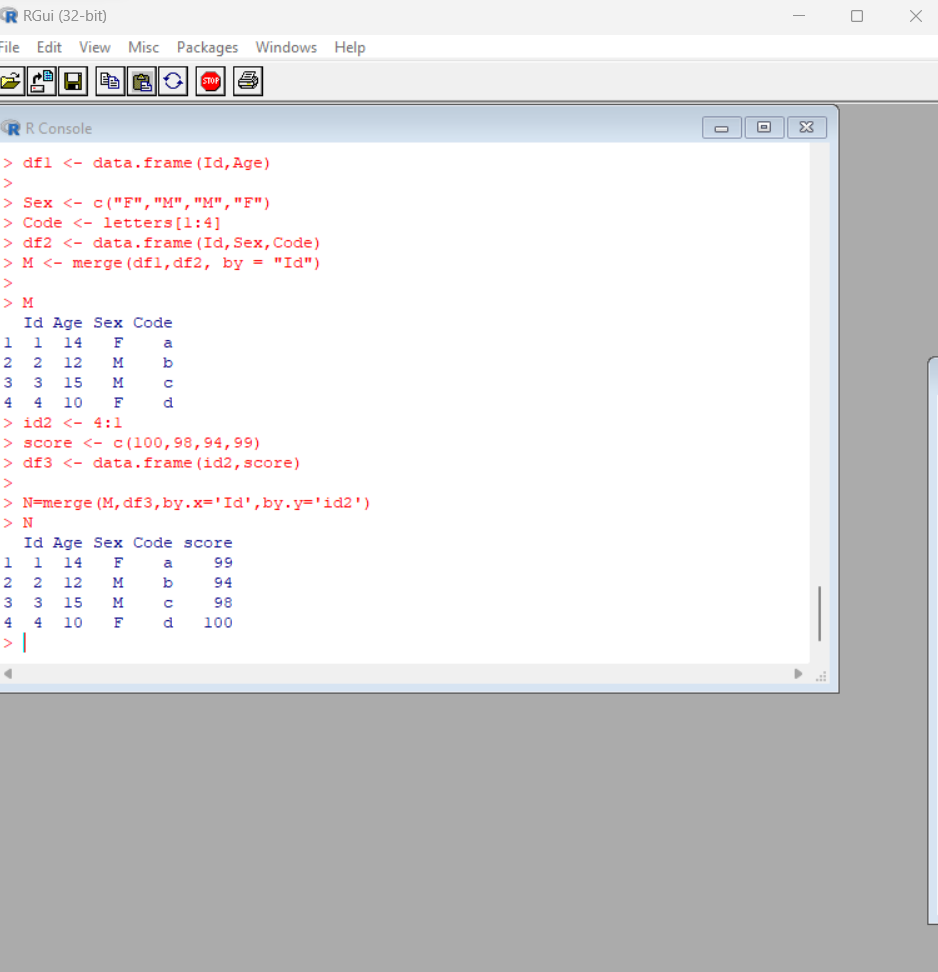 RGui (32-bit)
File Edit View Misc Packages Windows Help
STOP
R Console
> df1 <- data.frame(Id,Age)
>
> Sex <- c("F","M","M","F")
> Code <- letters[1:4]
> df2 <- data.frame(Id,Sex,Code)
> M <- merge(df1,df2, by = "Id")
>
> M
  Id Age Sex Code
1  1  14   F    a
2  2  12   M    b
3  3  15   M    c
4  4  10   F    d
> id2 <- 4:1
> score <- c(100,98,94,99)
> df3 <- data.frame(id2,score)
>
> N=merge(M,df3,by.x='Id',by.y='id2')
> N
  Id Age Sex Code score
1  1  14   F    a    99
2  2  12   M    b    94
3  3  15   M    c    98
4  4  10   F    d   100
>